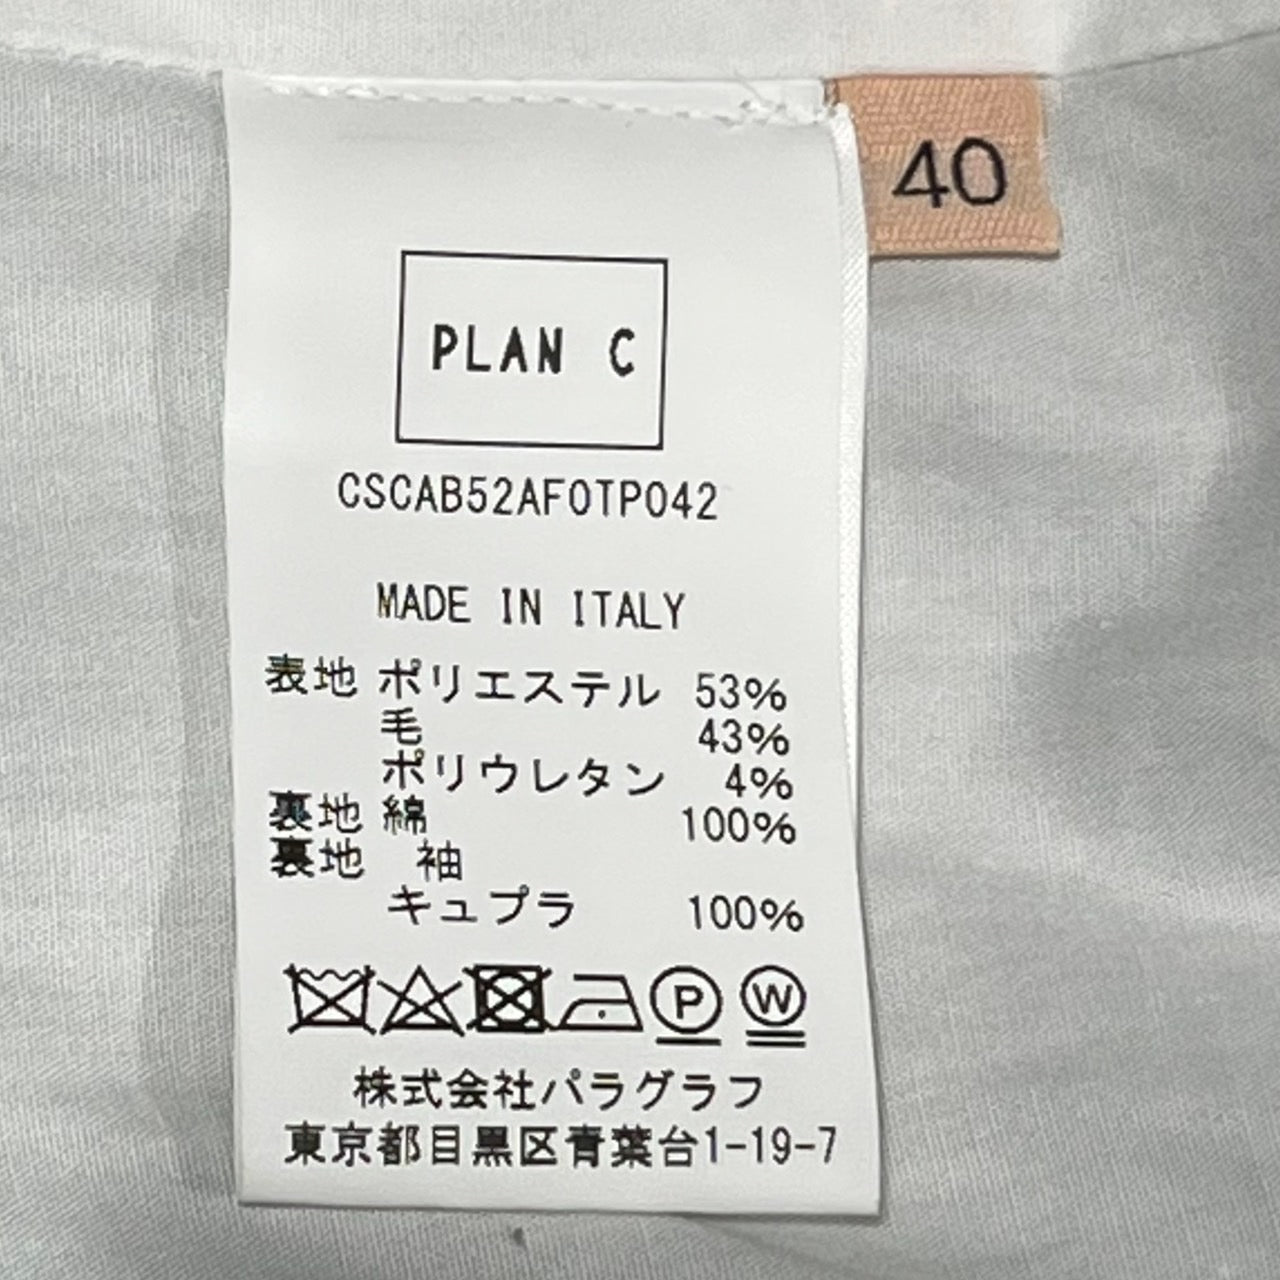 40
PLAN C
CSCAB52AF0TP042
MADE IN ITALY
表地 ポリエステル 53%
毛 43%
ポリウレタン 4%
裏地 綿 100%
裏地 袖
キュプラ 100%
P W
株式会社パラグラフ
東京都目黒区青葉台1-19-7